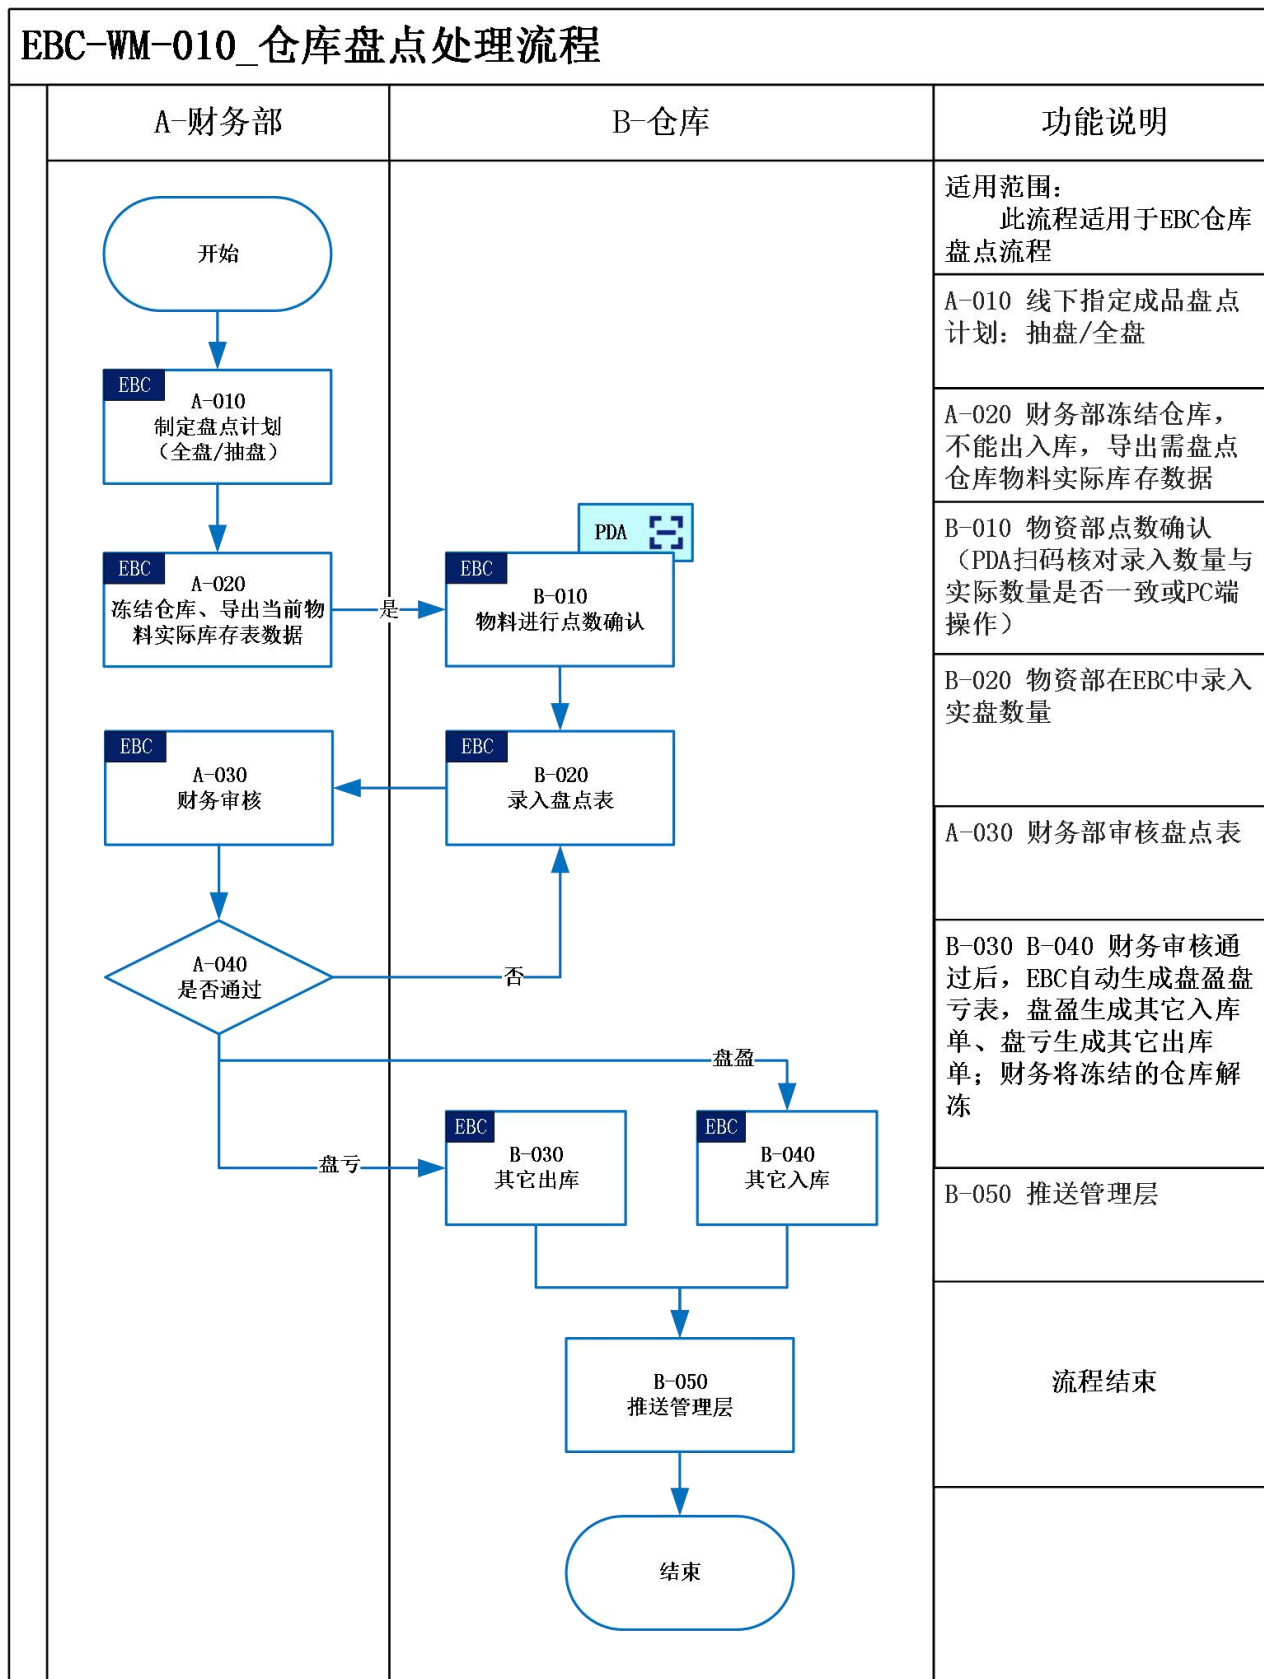 EBC-WM-010_仓库盘点处理流程
A-财务部
B-仓库
功能说明
开始
EBC
A-010
制定盘点计划
（全盘/抽盘）
EBC
A-020
冻结仓库、导出当前物
料实际库存表数据
是
PDA
EBC
B-010
物料进行点数确认
EBC
B-020
录入盘点表
EBC
A-030
财务审核
A-040
是否通过
否
盘盈
盘亏
EBC
B-030
其它出库
EBC
B-040
其它入库
B-050
推送管理层
结束
适用范围：
此流程适用于EBC仓库
盘点流程
A-010 线下指定成品盘点
计划：抽盘/全盘
A-020 财务部冻结仓库，
不能出入库，导出需盘点
仓库物料实际库存数据
B-010 物资部点数确认
（PDA扫码核对录入数量与
实际数量是否一致或PC端
操作）
B-020 物资部在EBC中录入
实盘数量
A-030 财务部审核盘点表
B-030 B-040 财务审核通
过后，EBC自动生成盘盈盘
亏表，盘盈生成其它入库
单、盘亏生成其它出库
单；财务将冻结的仓库解
冻
B-050 推送管理层
流程结束